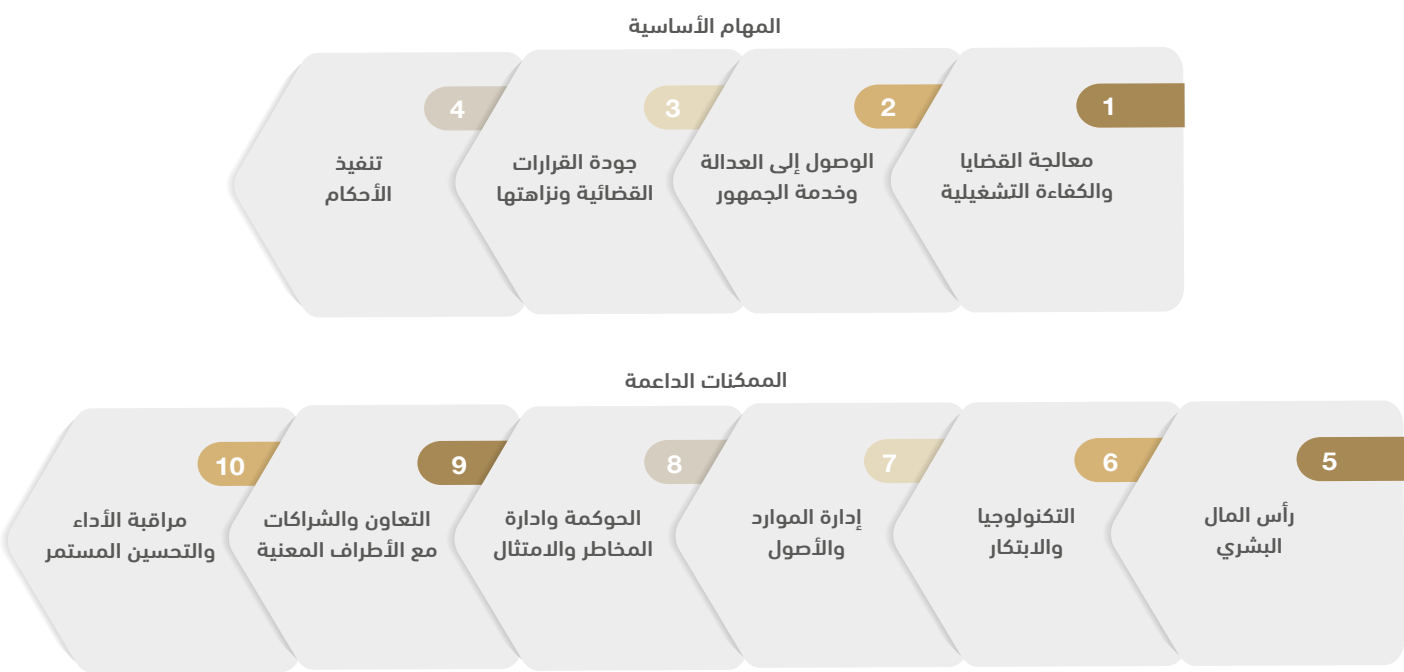 المهام الأساسية
1
معالجة القضايا
والكفاءة التشغيلية
2
الوصول إلى العدالة
وخدمة الجمهور
3
جودة القرارات
القضائية ونزاهتها
4
تنفيذ
الأحكام
الممكنات الداعمة
5
رأس المال
البشري
6
التكنولوجيا
والابتكار
7
إدارة الموارد
والأصول
8
الحوكمة وادارة
المخاطر والامتثال
9
التعاون والشراكات
مع الأطراف المعنية
10
مراقبة الأداء
والتحسين المستمر